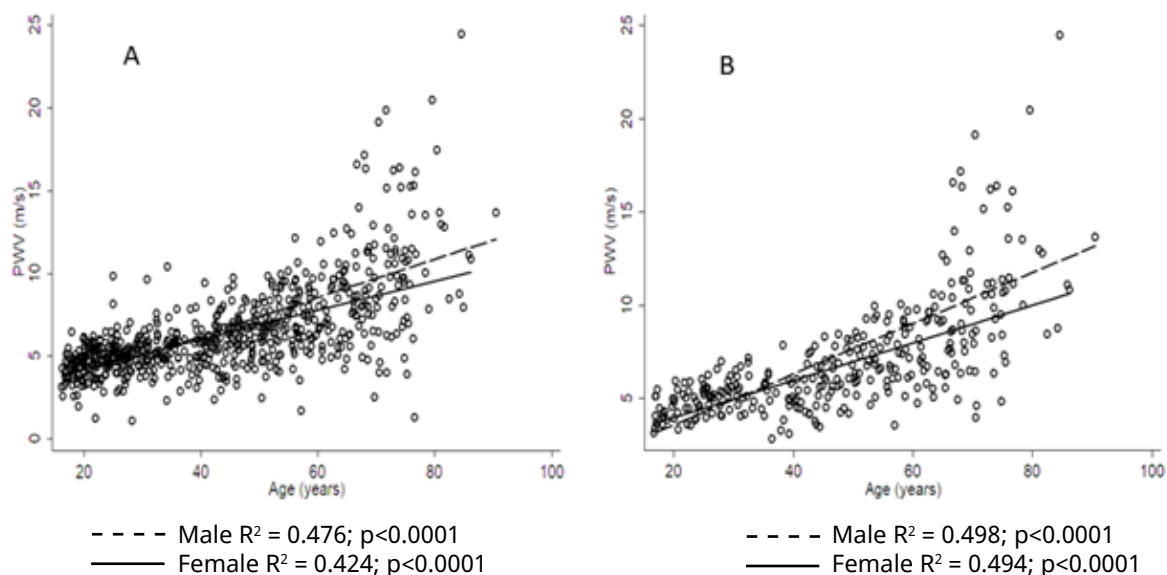 A
PWV (m/s)
25
20
15
10
5
0
20 40 60 80 100
Age (years)
- - - - Male R² = 0.476; p<0.0001
Female R² = 0.424; p<0.0001
B
PWV (m/s)
25
20
15
10
5
20 40 60 80 100
Age (years)
- - - - Male R² = 0.498; p<0.0001
Female R² = 0.494; p<0.0001